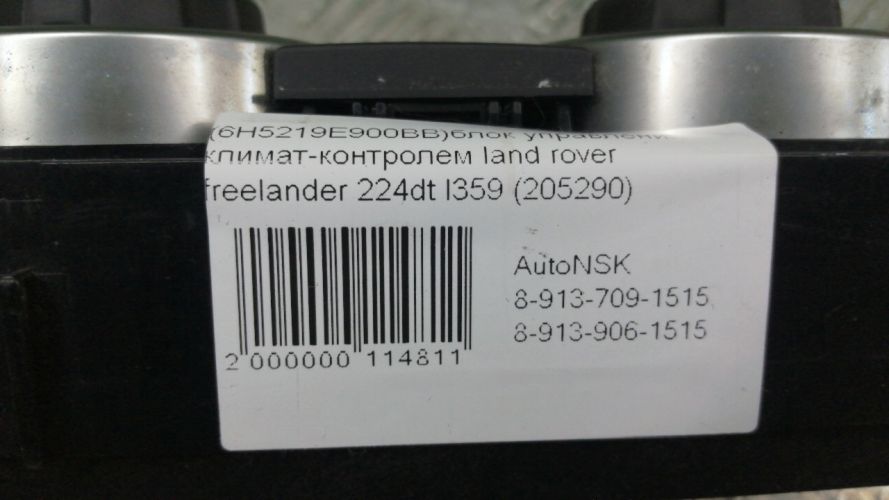 (6H5219E900BB)блок управлени
климат-контролем land rover
freelander 224dt l359 (205290)
AutoNSK
8-913-709-1515
8-913-906-1515
2 000000 114811